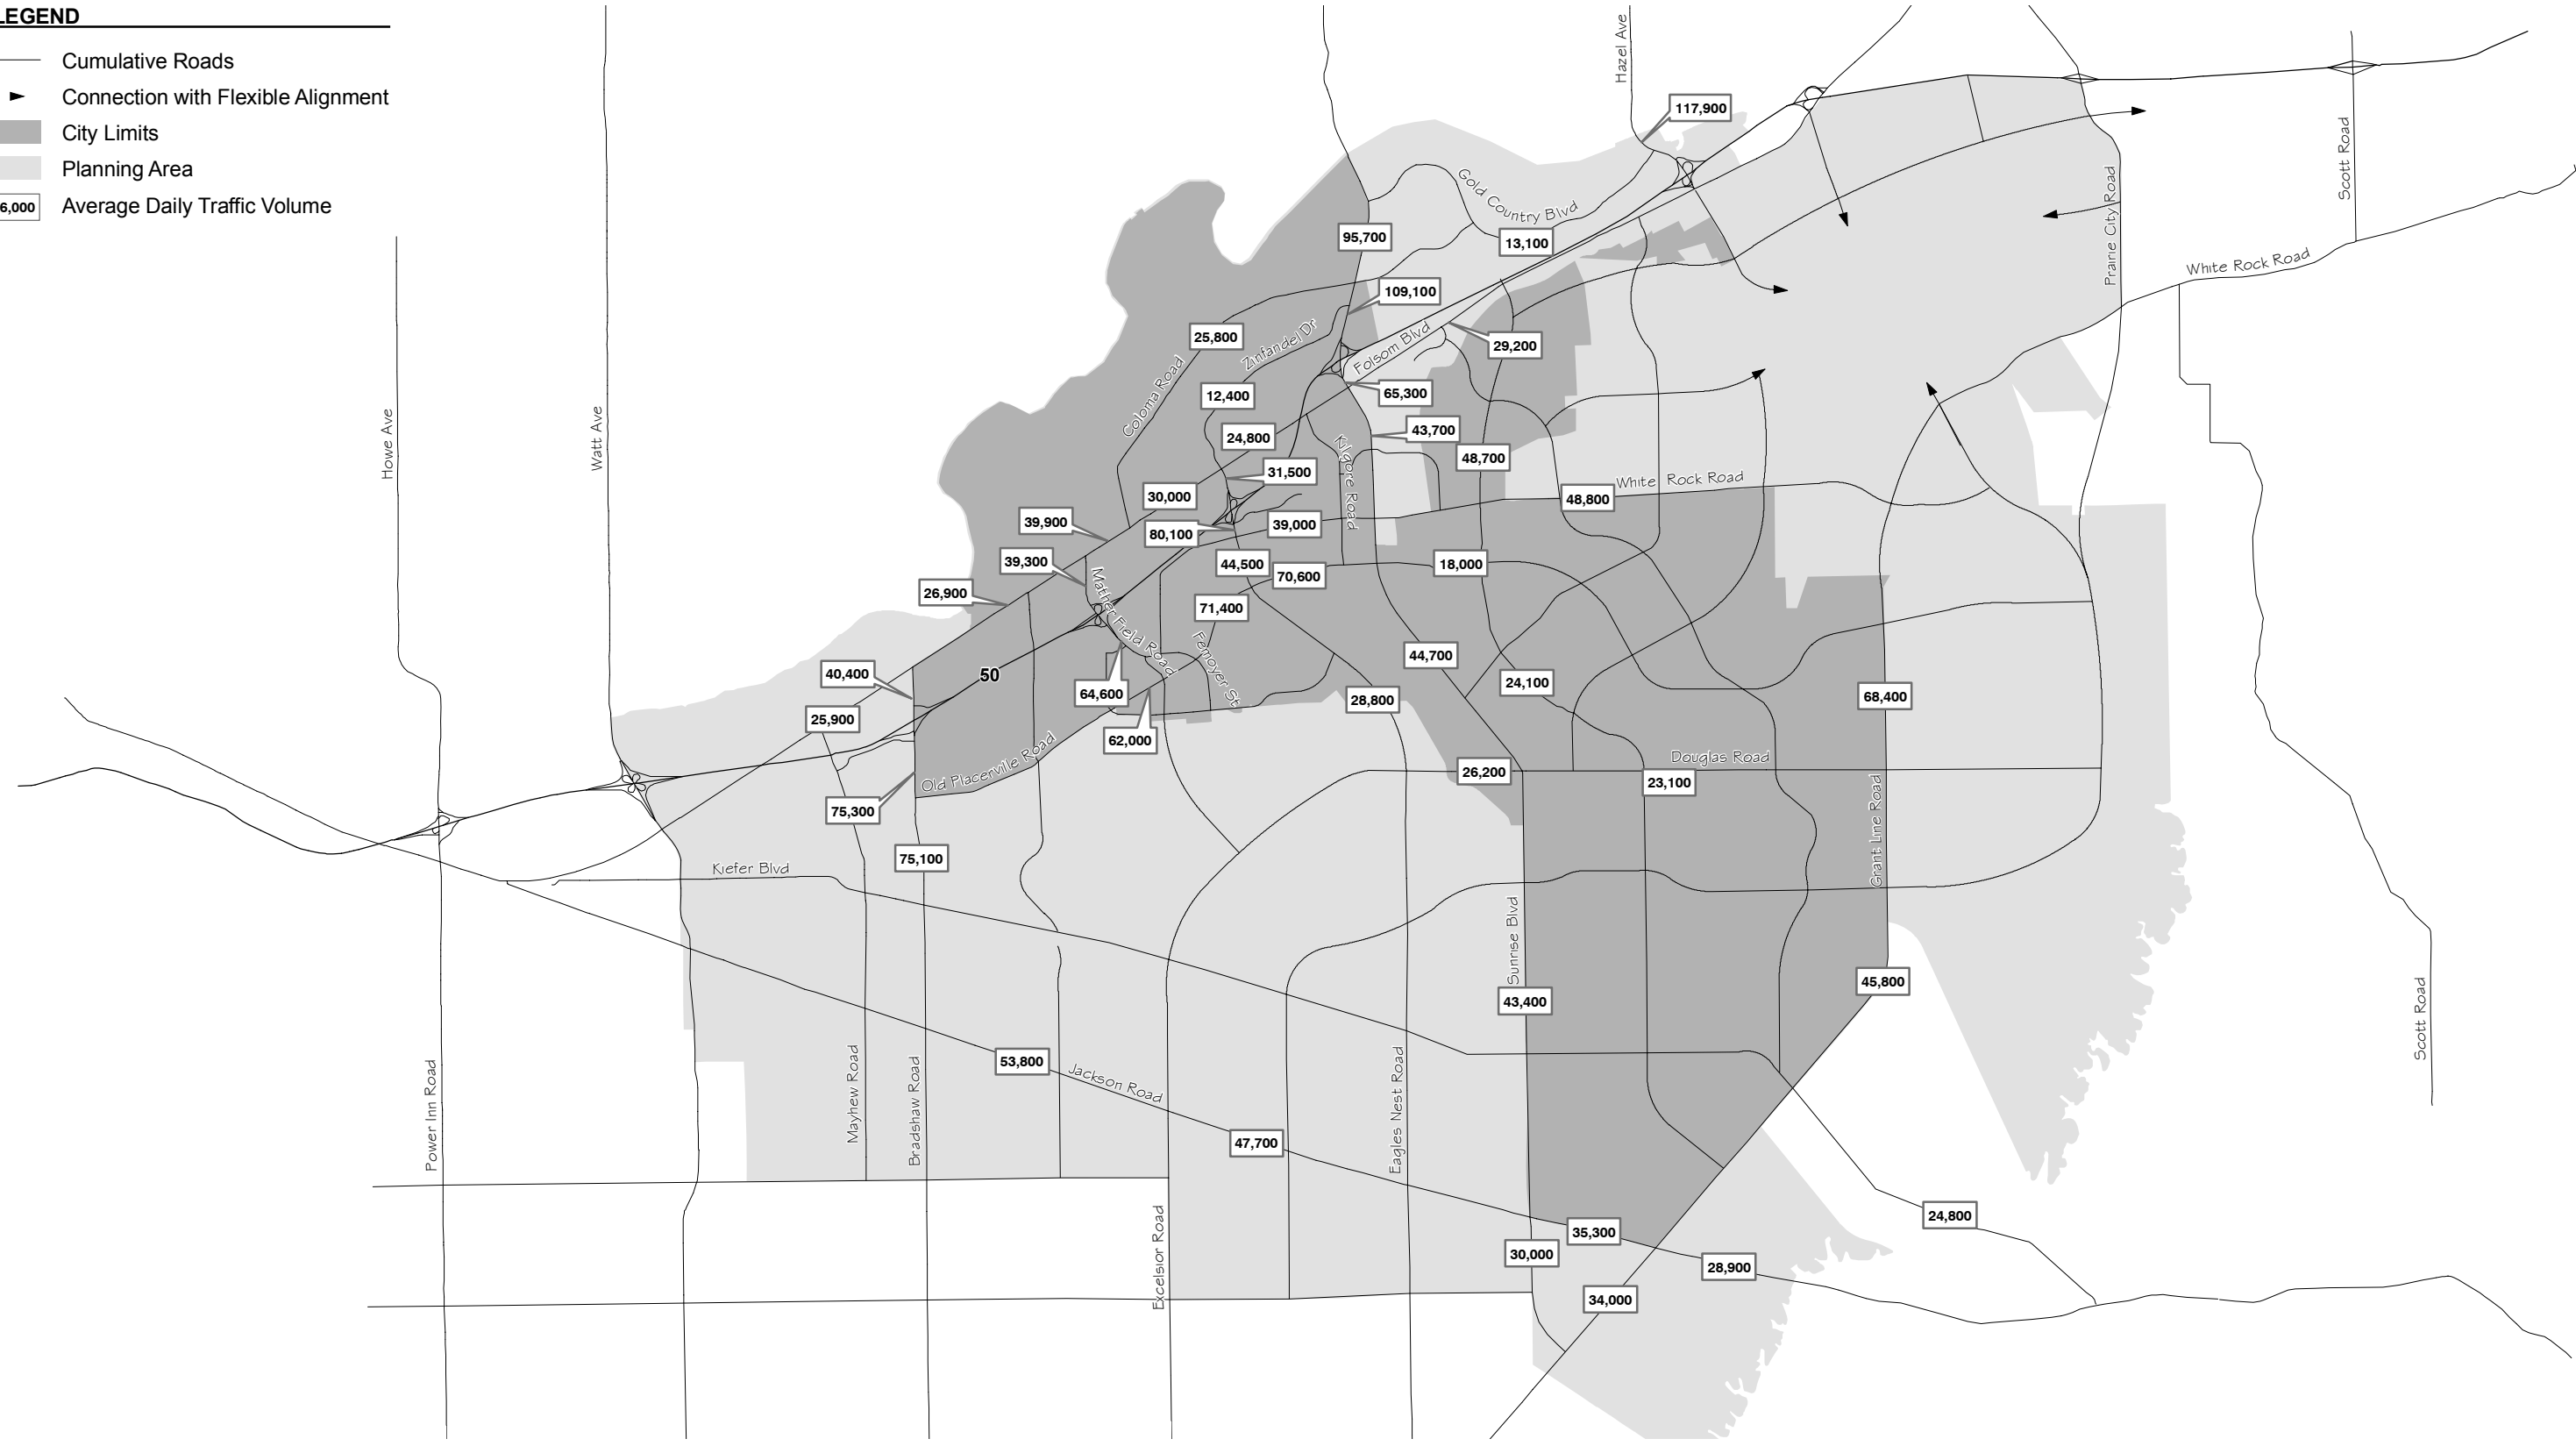 LEGEND
Cumulative Roads
Connection with Flexible Alignment
City Limits
Planning Area
6,000 Average Daily Traffic Volume
Hazel Ave
117,900
Scott Road
Prairie City Road
Gold Country Blvd
95,700
13,100
White Rock Road
109,100
25,800
Zinfandel Dr
Folsom Blvd
29,200
Coloma Road
12,400
65,300
Howe Ave
Watt Ave
24,800
43,700
Kilgore Road
48,700
31,500
30,000
White Rock Road
48,800
39,900
80,100
39,000
39,300
44,500
70,600
18,000
26,900
Mather Field Road
71,400
Femoyer St
44,700
40,400
50
64,600
24,100
28,800
68,400
25,900
62,000
Old Placerville Road
Douglas Road
26,200
23,100
75,300
Grant Line Road
75,100
Kiefer Blvd
Sunrise Blvd
45,800
43,400
Scott Road
53,800
Jackson Road
Power Inn Road
Mayhew Road
Bradshaw Road
Eagles Nest Road
47,700
Excelsior Road
24,800
35,300
30,000
28,900
34,000